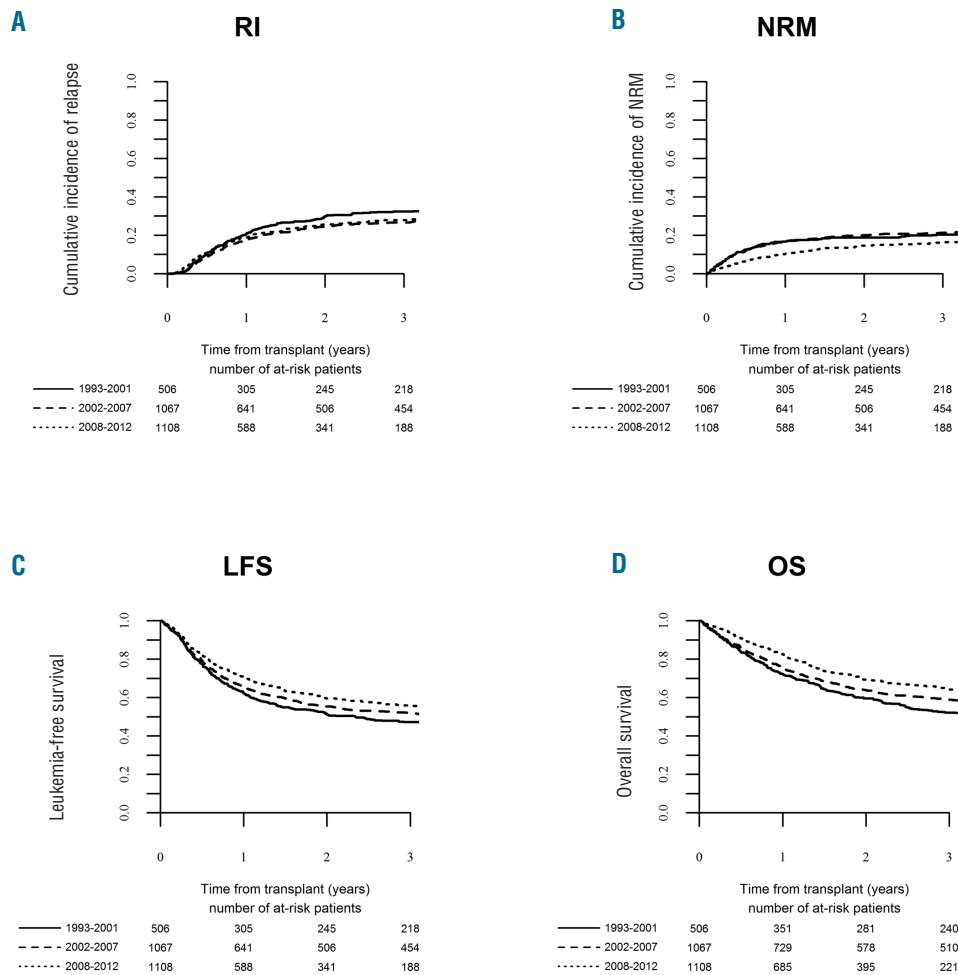 A
RI
Cumulative incidence of relapse
1.0
0.8
0.6
0.4
0.2
0.0
0 1 2 3
Time from transplant (years)
number of at-risk patients
1993-2001 506 305 245 218
2002-2007 1067 641 506 454
2008-2012 1108 588 341 188
B
NRM
Cumulative incidence of NRM
1.0
0.8
0.6
0.4
0.2
0.0
0 1 2 3
Time from transplant (years)
number of at-risk patients
1993-2001 506 305 245 218
2002-2007 1067 641 506 454
2008-2012 1108 588 341 188
C
LFS
Leukemia-free survival
1.0
0.8
0.6
0.4
0.2
0.0
0 1 2 3
Time from transplant (years)
number of at-risk patients
1993-2001 506 305 245 218
2002-2007 1067 641 506 454
2008-2012 1108 588 341 188
D
OS
Overall survival
1.0
0.8
0.6
0.4
0.2
0.0
0 1 2 3
Time from transplant (years)
number of at-risk patients
1993-2001 506 351 281 240
2002-2007 1067 729 578 510
2008-2012 1108 685 395 221